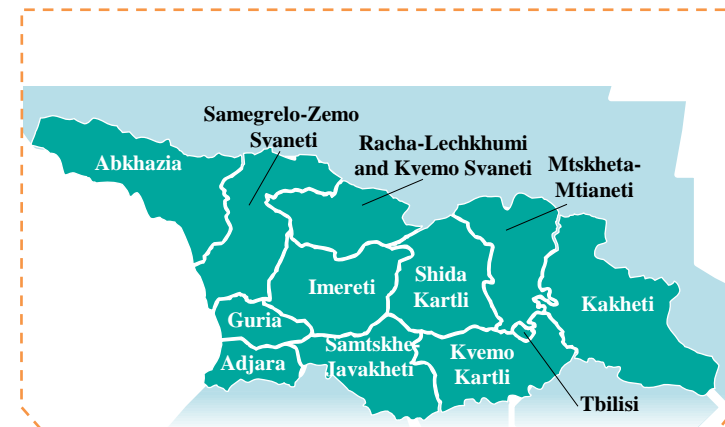 Samegrelo-Zemo
Svaneti
Abkhazia
Racha-Lechkhumi
and Kvemo Svaneti
Mtskheta-
Mtianeti
Imereti
Shida
Kartli
Kakheti
Guria
Adjara
Samtskhe-
Javakheti
Kvemo
Kartli
Tbilisi